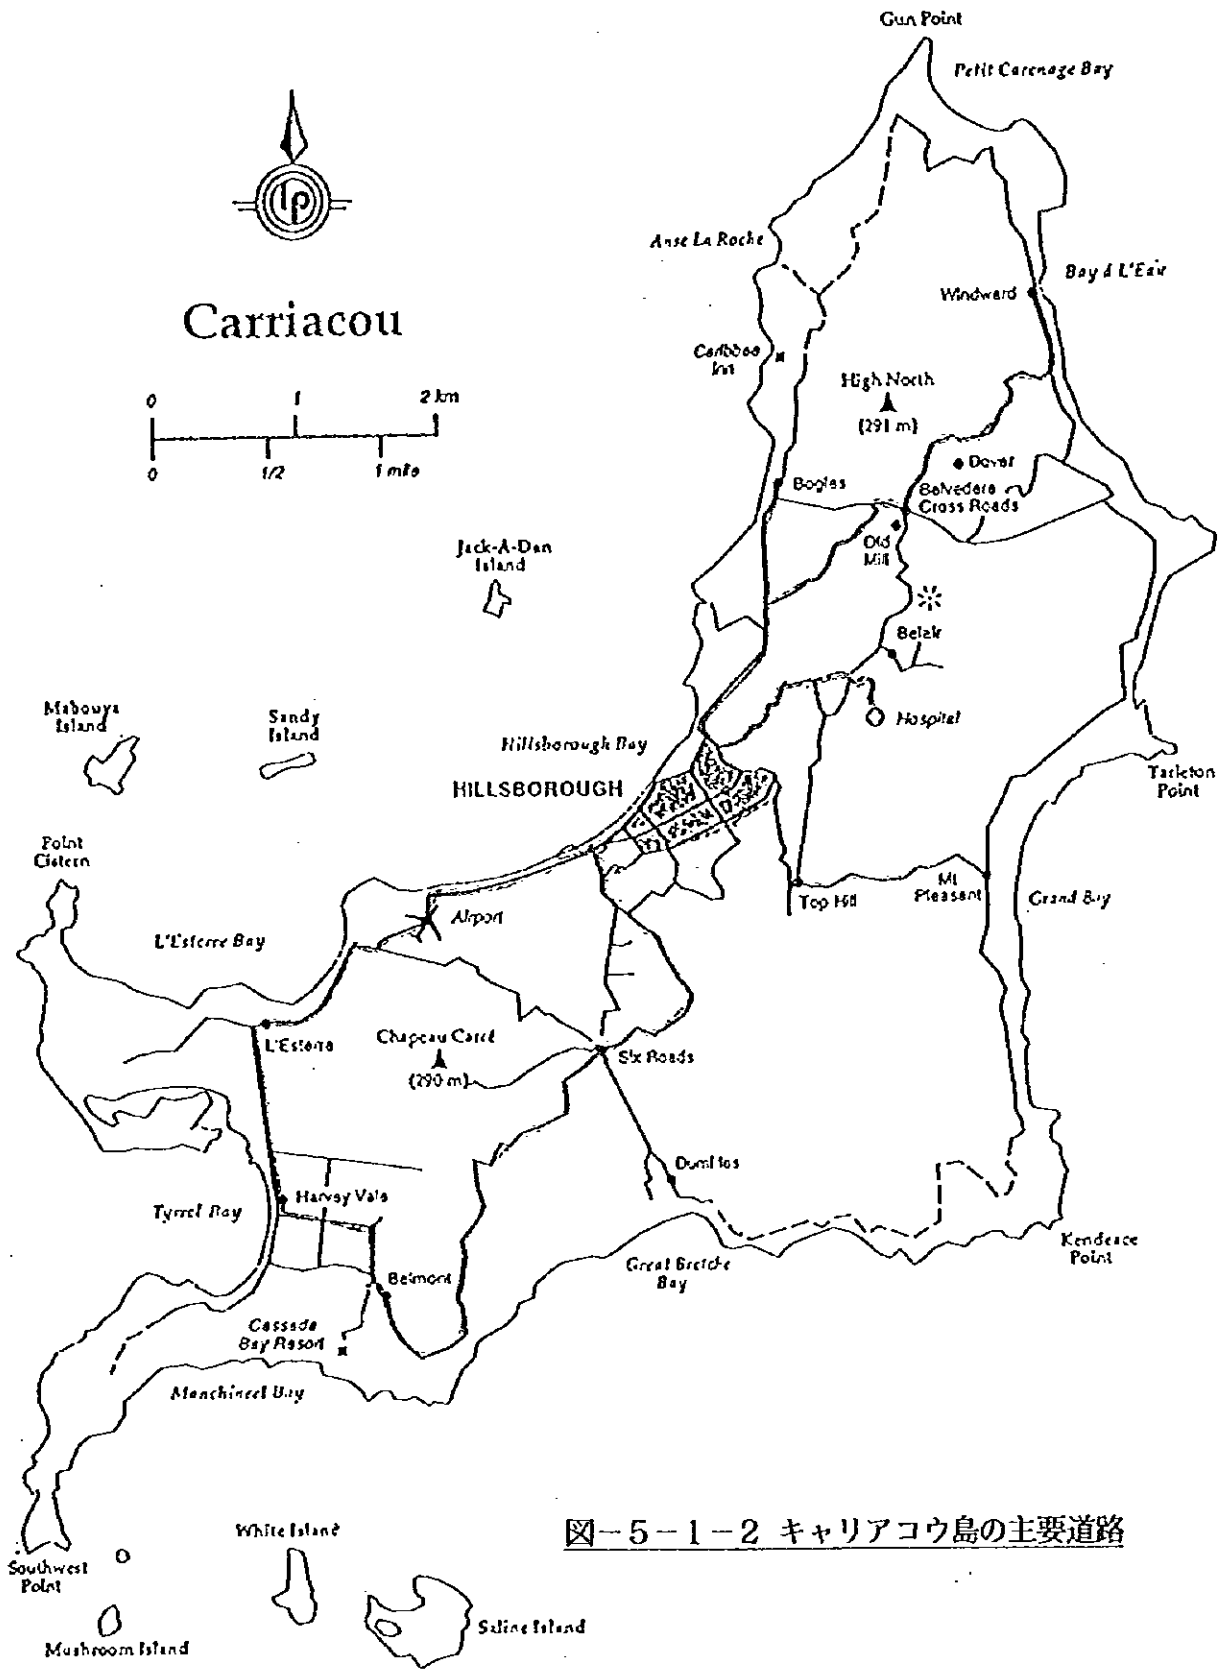 Gun Point
Petit Carenage Bay
lp
Anse La Roche
Bay à L'Eau
Windward
Carriacou
Caribbee
Inn
High North
(291 m)
0 1 2 km
0 1/2 1 mile
Dover
Bogles
Belvedere
Cross Roads
Old
Mill
Jack-A-Dan
Island
Belair
Mabouya
Island
Sandy
Island
Hospital
Hillsborough Bay
HILLSBOROUGH
Tarleton
Point
Point
Cistern
Mt
Pleasant
Top Hill
Grand Bay
Airport
L'Esterre Bay
L'Esterre
Chapeau Carré
(290 m)
Six Roads
Dumfries
Harvey Vale
Tyrrel Bay
Kendeace
Point
Great Breteche
Bay
Belmont
Cassada
Bay Resort
Manchineel Bay
図-5-1-2 キャリアコウ島の主要道路
White Island
Southwest
Point
Saline Island
Mushroom Island